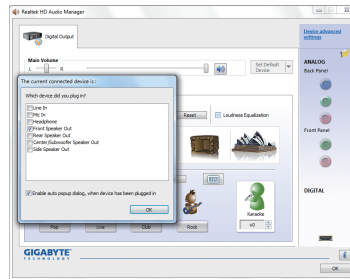 Realtek HD Audio Manager
Device advanced settings
Digital Output
Main Volume
L
R
Set Default
Device
ANALOG
Back Panel
The current connected device is :
Which device did you plug in?
Line In
Mic In
Headphone
Front Speaker Out
Rear Speaker Out
Center/Subwoofer Speaker Out
Side Speaker Out
Enable auto popup dialog, when device has been plugged in
OK
Reset
Loudness Equalization
Front Panel
DIGITAL
Karaoke
+0
Pop
Live
Club
Rock
GIGABYTE
TECHNOLOGY
OK